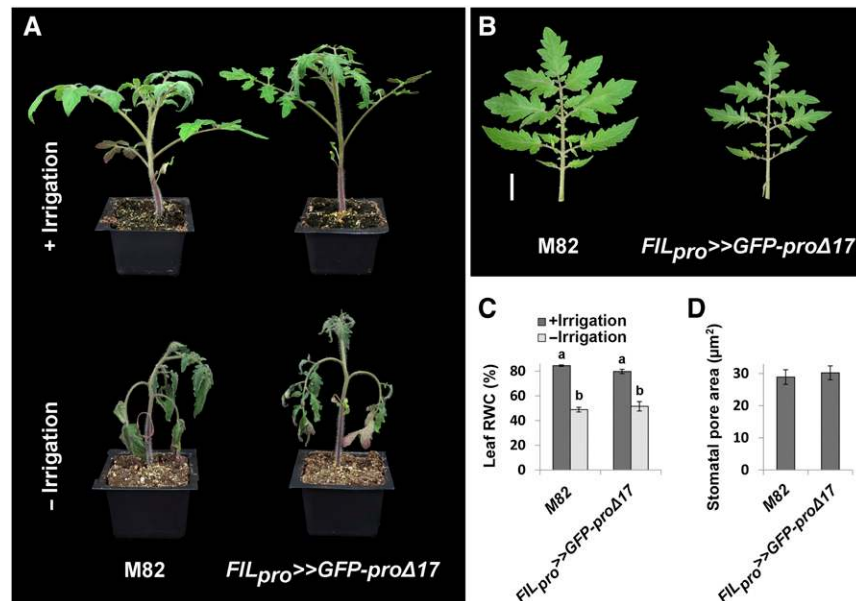 A
+ Irrigation
– Irrigation
M82
FILpro>>GFP-proΔ17
B
M82
FILpro>>GFP-proΔ17
C
+Irrigation
–Irrigation
Leaf RWC (%)
80
60
40
20
0
a
b
a
b
M82
FILpro>>GFP-proΔ17
D
Stomatal pore area (µm²)
30
20
10
0
M82
FILpro>>GFP-proΔ17